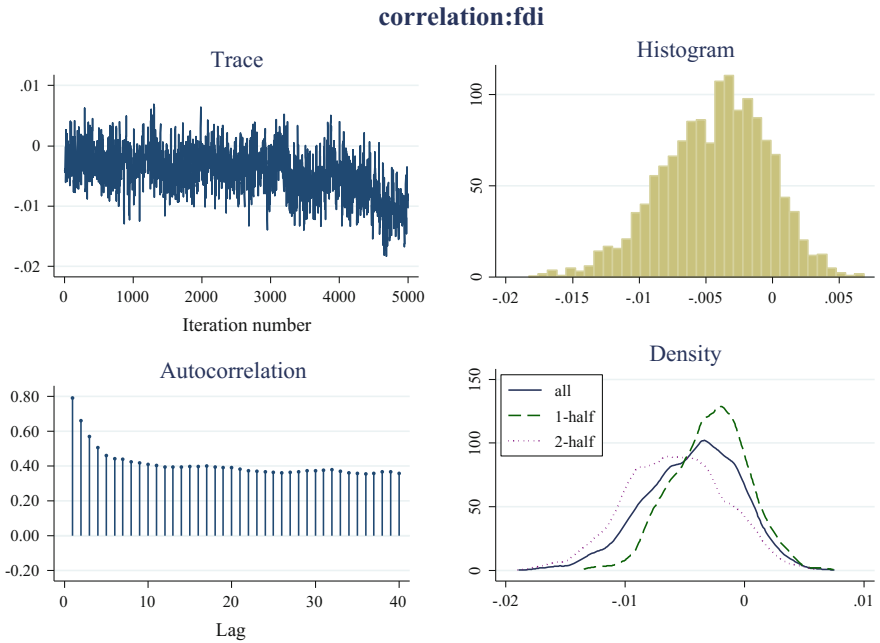 correlation:fdi
Trace
.01
0
-.01
-.02
0 1000 2000 3000 4000 5000
Iteration number
Histogram
100
50
0
-.02 -.015 -.01 -.005 0 .005
Autocorrelation
0.80
0.60
0.40
0.20
0.00
-0.20
0 10 20 30 40
Lag
Density
150
100
50
0
all
1-half
2-half
-.02 -.01 0 .01